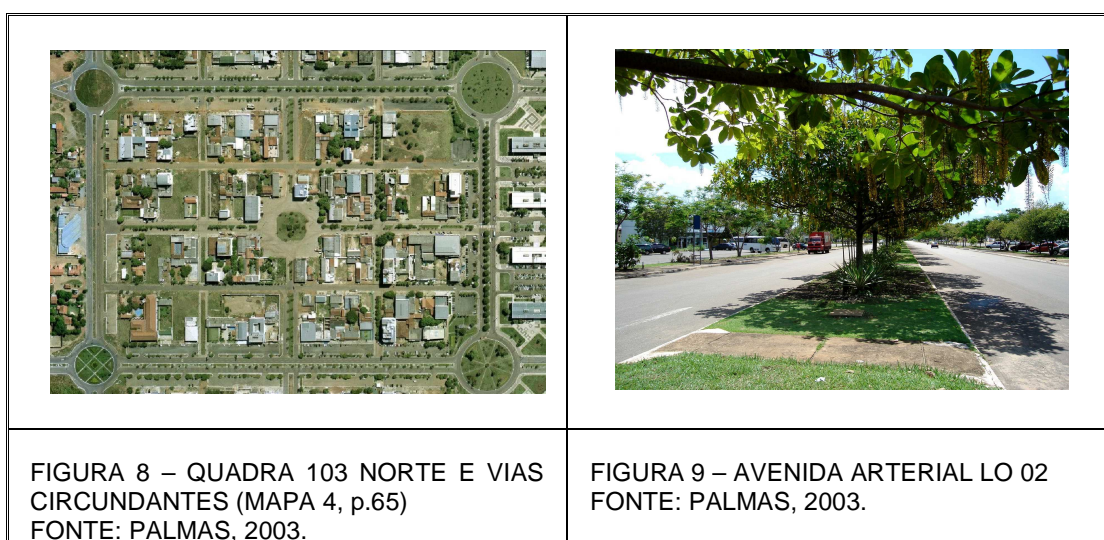 FIGURA 8 – QUADRA 103 NORTE E VIAS
CIRCUNDANTES (MAPA 4, p.65)
FONTE: PALMAS, 2003.
FIGURA 9 – AVENIDA ARTERIAL LO 02
FONTE: PALMAS, 2003.